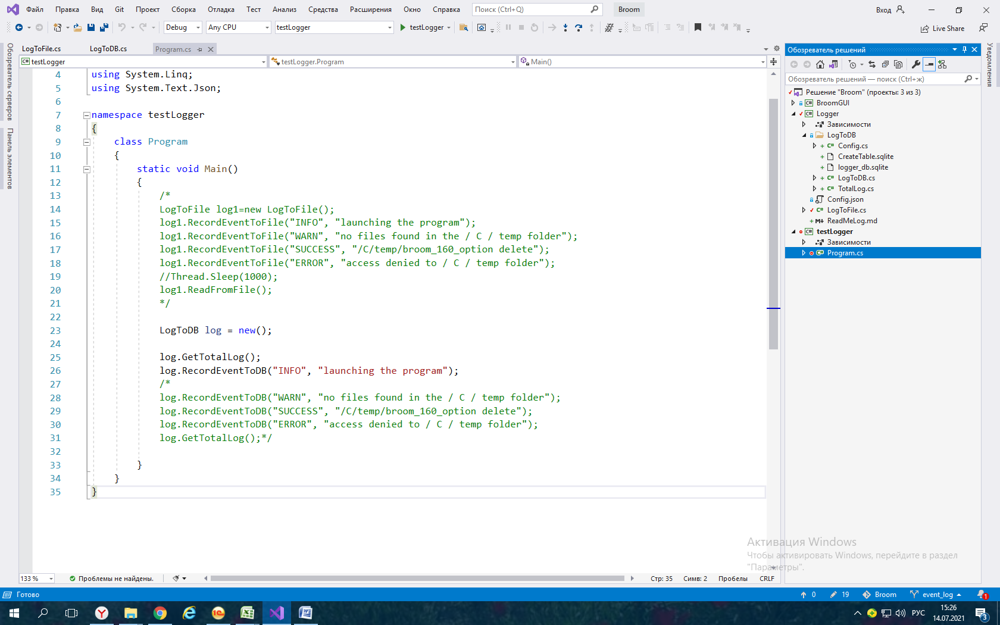 Файл Правка Вид Git Проект Сборка Отладка Тест Анализ Средства Расширения Окно Справка Поиск (Ctrl+Q) Broom Вход
Debug Any CPU testLogger testLogger Live Share
Обозреватель серверов
Панель элементов
LogToFile.cs LogToDB.cs Program.cs
testLogger testLogger.Program Main()
4 using System.Linq;
5 using System.Text.Json;
6
7 namespace testLogger
8 {
9 class Program
10 {
11 static void Main()
12 {
13 /*
14 LogToFile log1=new LogToFile();
15 log1.RecordEventToFile("INFO", "launching the program");
16 log1.RecordEventToFile("WARN", "no files found in the / C / temp folder");
17 log1.RecordEventToFile("SUCCESS", "/C/temp/broom_160_option delete");
18 log1.RecordEventToFile("ERROR", "access denied to / C / temp folder");
19 //Thread.Sleep(1000);
20 log1.ReadFromFile();
21 */
22
23 LogToDB log = new();
24
25 log.GetTotalLog();
26 log.RecordEventToDB("INFO", "launching the program");
27 /*
28 log.RecordEventToDB("WARN", "no files found in the / C / temp folder");
29 log.RecordEventToDB("SUCCESS", "/C/temp/broom_160_option delete");
30 log.RecordEventToDB("ERROR", "access denied to / C / temp folder");
31 log.GetTotalLog();*/
32
33 }
34 }
35 }
133 % Проблемы не найдены. Стр: 35 Симв: 2 Пробелы CRLF
Обозреватель решений
Обозреватель решений — поиск (Ctrl+ж)
Решение "Broom" (проекты: 3 из 3)
BroomGUI
Logger
Зависимости
LogToDB
Config.cs
CreateTable.sqlite
logger_db.sqlite
LogToDB.cs
TotalLog.cs
Config.json
LogToFile.cs
ReadMeLog.md
testLogger
Зависимости
Program.cs
Уведомления
Активация Windows
Чтобы активировать Windows, перейдите в раздел
"Параметры".
Готово 0 19 Broom event_log 1
РУС 15:26
14.07.2021 3